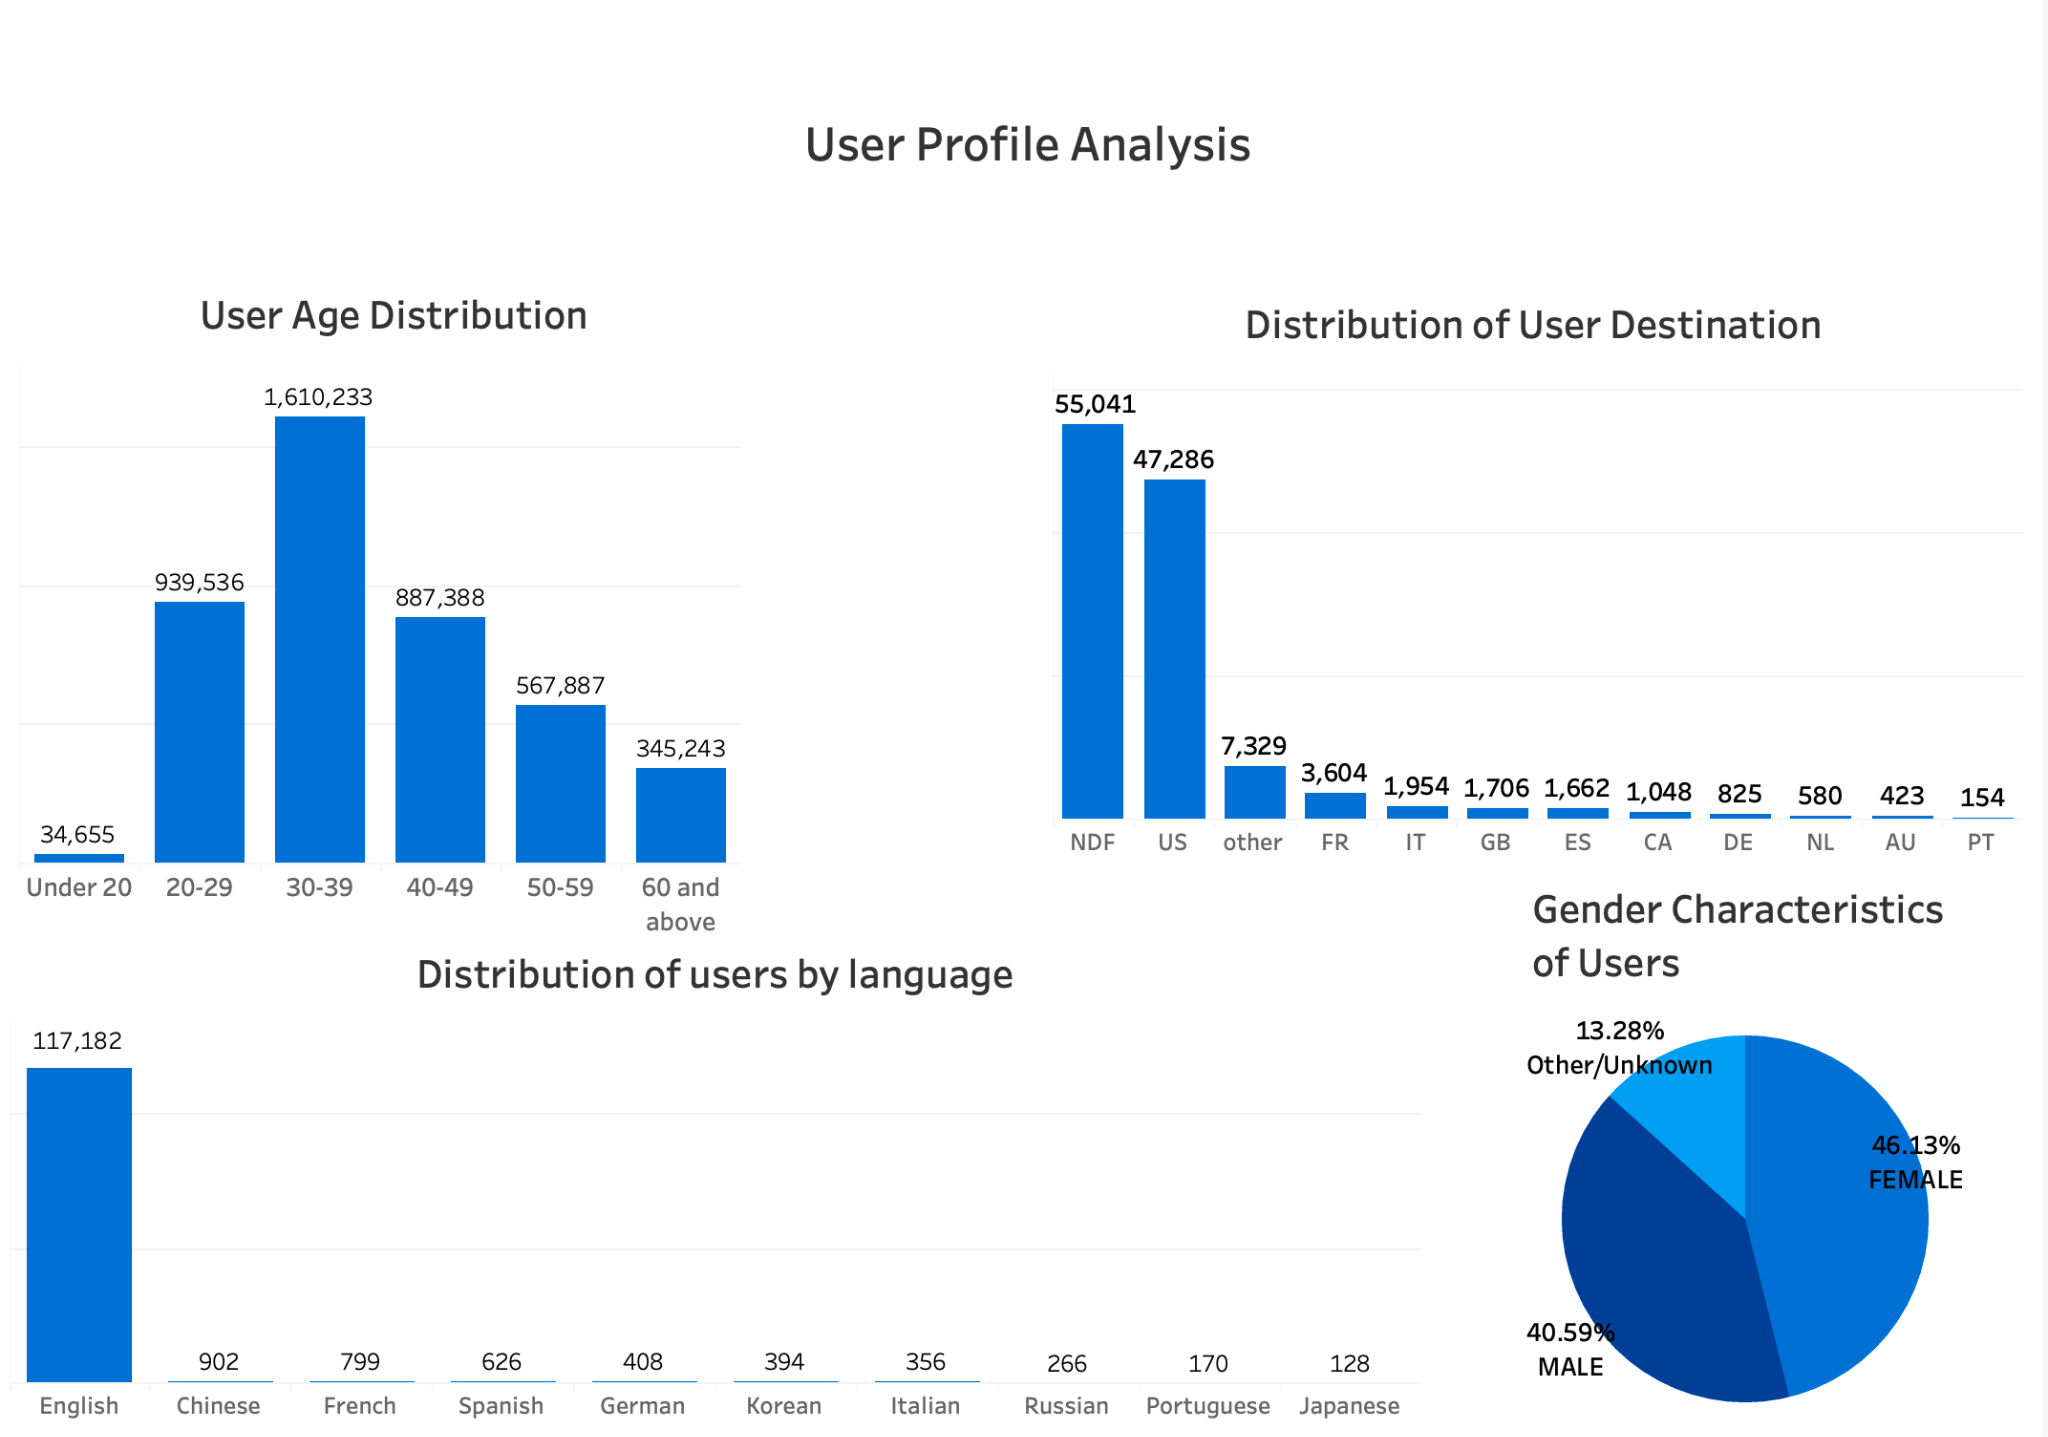 User Profile Analysis
User Age Distribution
1,610,233
939,536
887,388
567,887
345,243
34,655
Under 20 20-29 30-39 40-49 50-59 60 and
above
Distribution of User Destination
55,041
47,286
7,329
3,604 1,954 1,706 1,662 1,048 825 580 423 154
NDF US other FR IT GB ES CA DE NL AU PT
Distribution of users by language
117,182
902 799 626 408 394 356 266 170 128
English Chinese French Spanish German Korean Italian Russian Portuguese Japanese
Gender Characteristics
of Users
13.28%
Other/Unknown
46.13%
FEMALE
40.59%
MALE